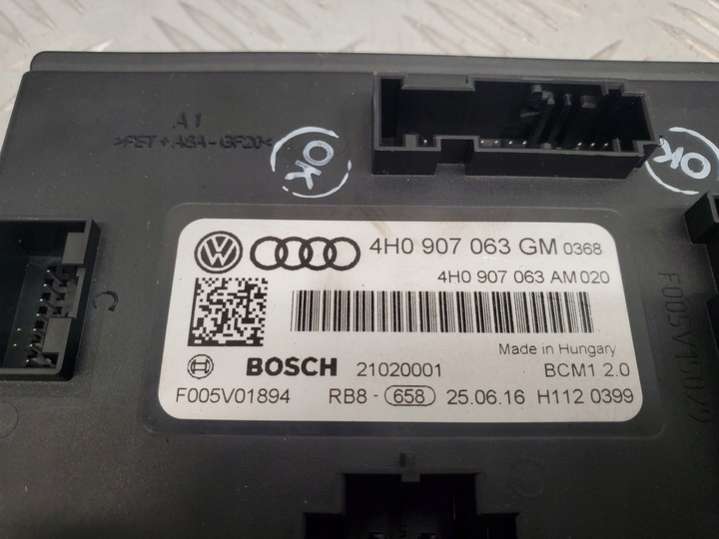 A1
>PET+ASA-GF20<
OK
OK
4H0 907 063 GM 0368
4H0 907 063 AM 020
BOSCH 21020001
Made in Hungary
BCM1 2.0
F005V01894 RB8 - 658 25.06.16 H112 0399